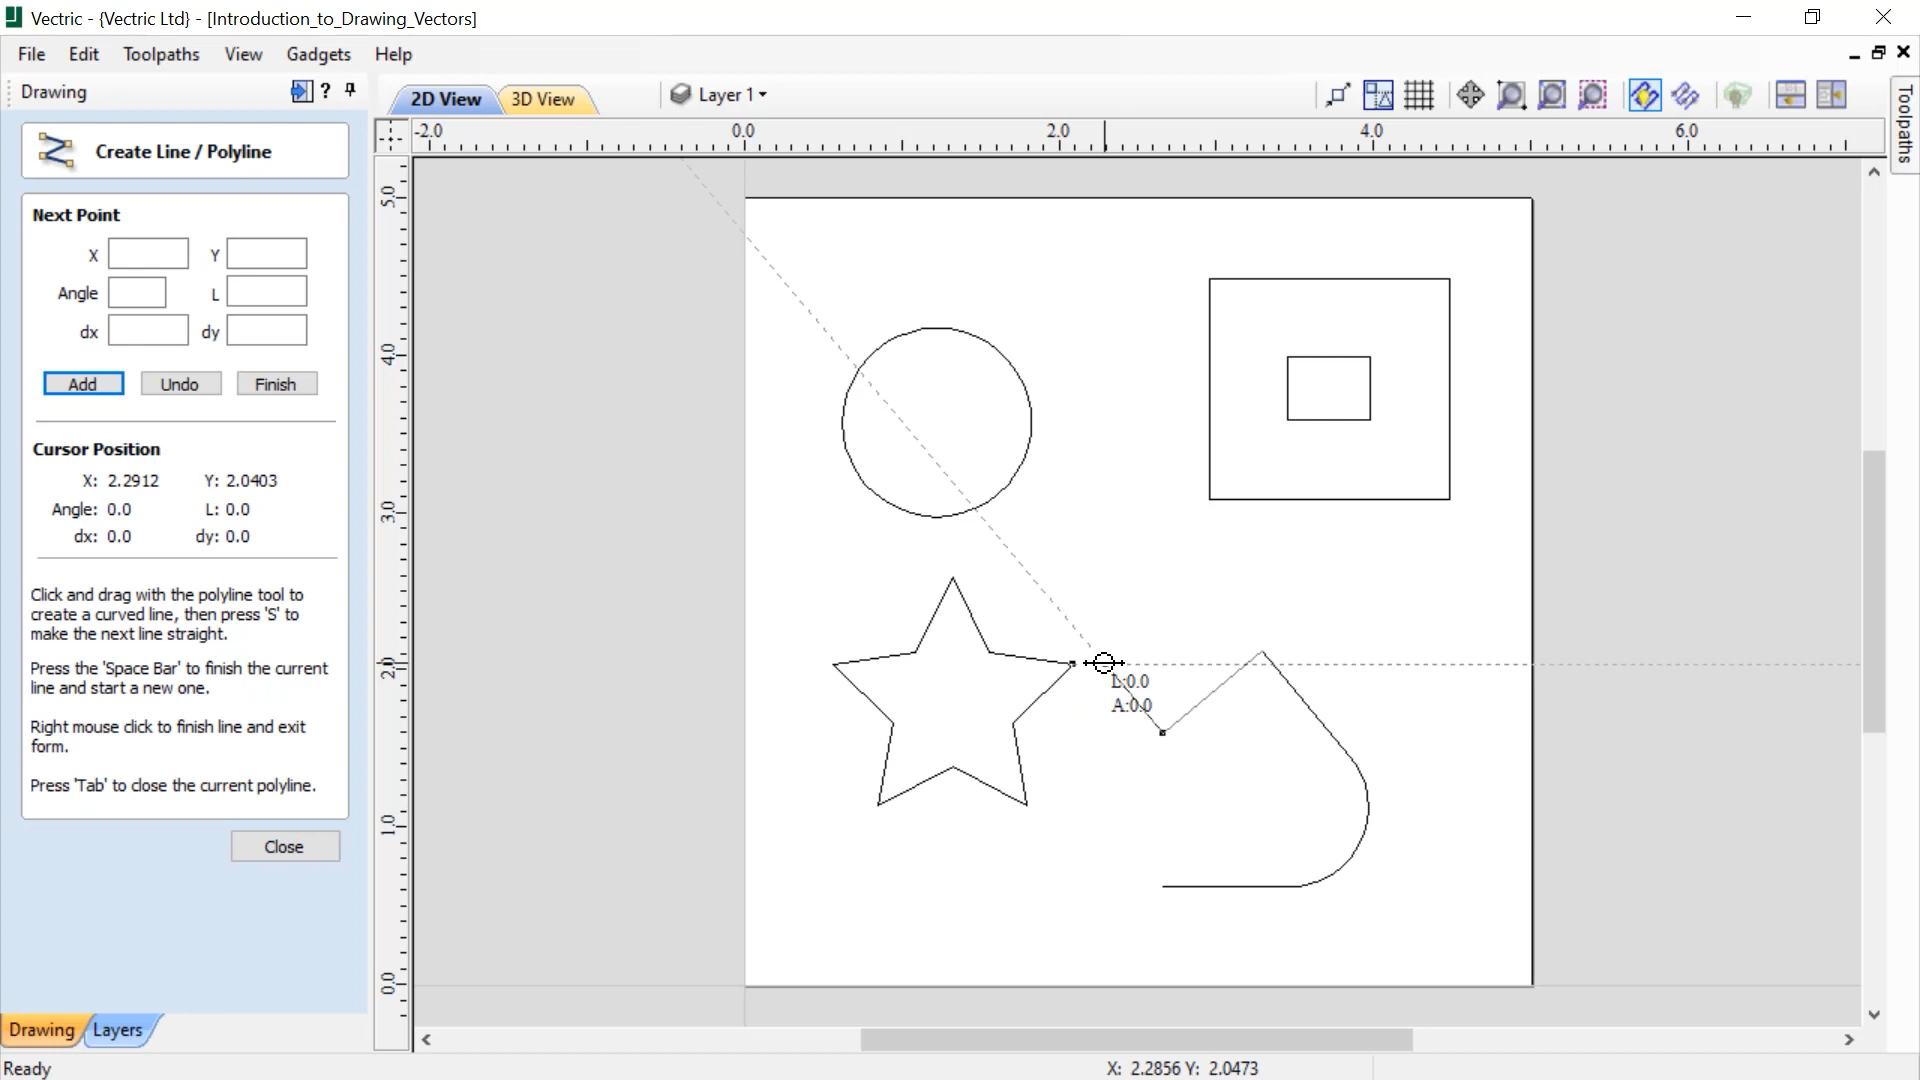 Vectric - {Vectric Ltd} - [Introduction_to_Drawing_Vectors]
File Edit Toolpaths View Gadgets Help
Drawing ?
2D View 3D View Layer 1
Toolpaths
-2.0 0.0 2.0 4.0 6.0
Create Line / Polyline
Next Point
X Y
Angle L
dx dy
Add Undo Finish
Cursor Position
X: 2.2912 Y: 2.0403
Angle: 0.0 L: 0.0
dx: 0.0 dy: 0.0
Click and drag with the polyline tool to
create a curved line, then press 'S' to
make the next line straight.
Press the 'Space Bar' to finish the current
line and start a new one.
Right mouse click to finish line and exit
form.
Press 'Tab' to close the current polyline.
Close
5.0
4.0
3.0
2.0
1.0
0.0
L:0.0
A:0.0
Drawing Layers
Ready X: 2.2856 Y: 2.0473